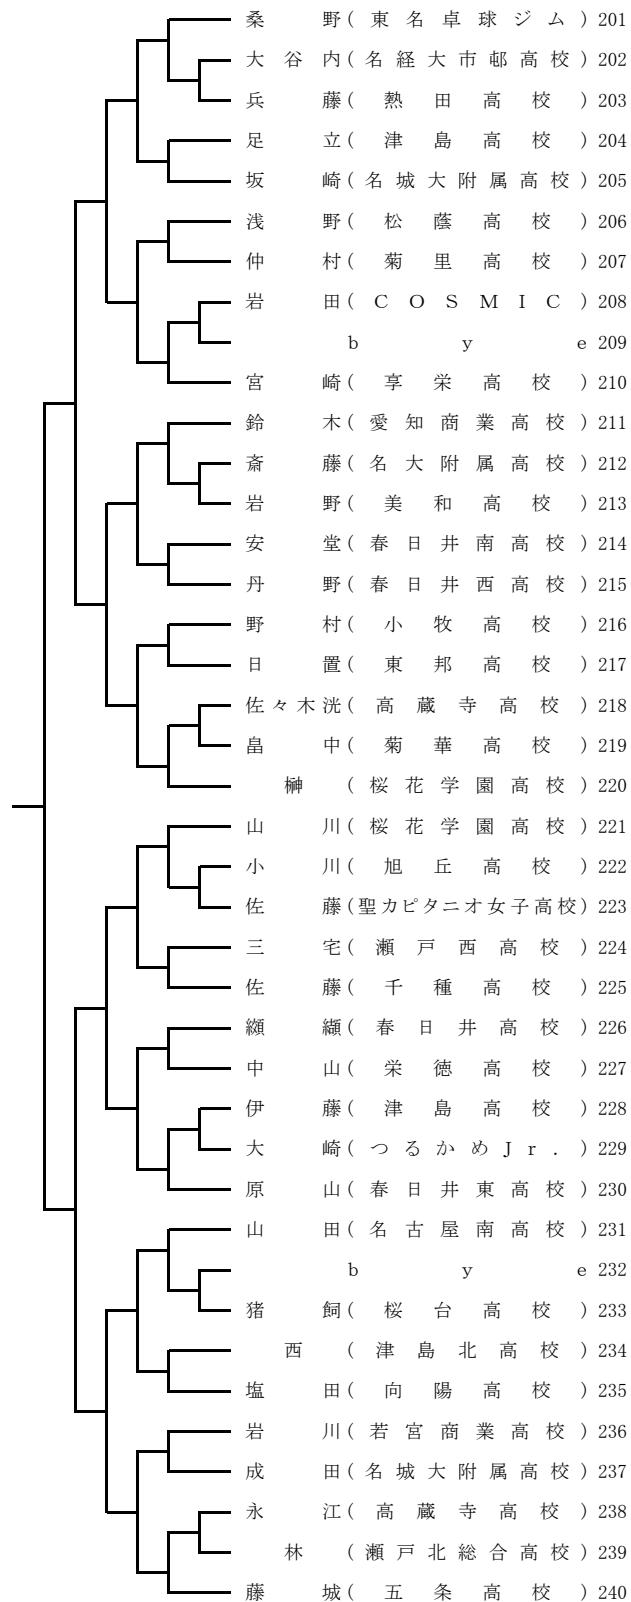 桑野(東名卓球ジム)201
大谷内(名経大市邨高校)202
兵藤(熱田高校)203
足立(津島高校)204
坂崎(名城大附属高校)205
浅野(松蔭高校)206
仲村(菊里高校)207
岩田(COSMIC)208
bye 209
宮崎(享栄高校)210
鈴木(愛知商業高校)211
斎藤(名大附属高校)212
岩野(美和高校)213
安堂(春日井南高校)214
丹野(春日井西高校)215
野村(小牧高校)216
日置(東邦高校)217
佐々木洸(高蔵寺高校)218
畠中(菊華高校)219
榊(桜花学園高校)220
山川(桜花学園高校)221
小川(旭丘高校)222
佐藤(聖カピタニオ女子高校)223
三宅(瀬戸西高校)224
佐藤(千種高校)225
纐纈(春日井高校)226
中山(栄徳高校)227
伊藤(津島高校)228
大崎(つるかめJr.)229
原山(春日井東高校)230
山田(名古屋南高校)231
bye 232
猪飼(桜台高校)233
西(津島北高校)234
塩田(向陽高校)235
岩川(若宮商業高校)236
成田(名城大附属高校)237
永江(高蔵寺高校)238
林(瀬戸北総合高校)239
藤城(五条高校)240